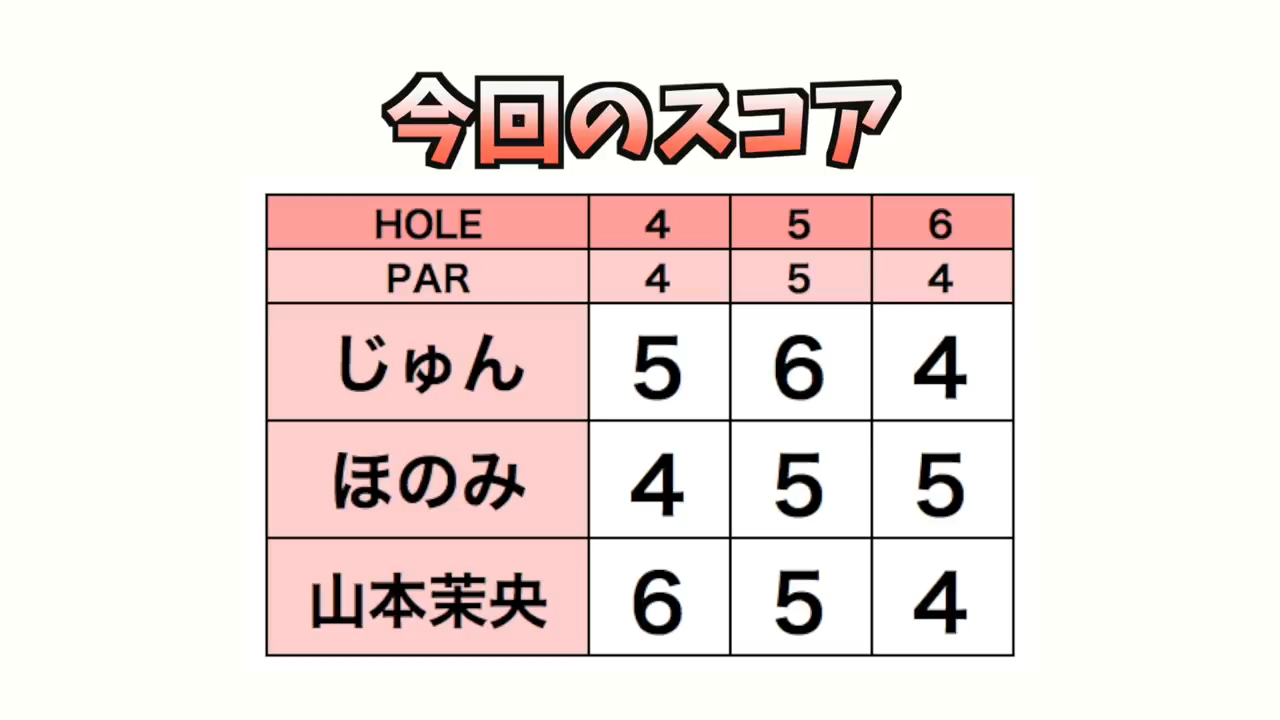 今回のスコア
HOLE 4 5 6
PAR 4 5 4
じゅん 5 6 4
ほのみ 4 5 5
山本茉央 6 5 4